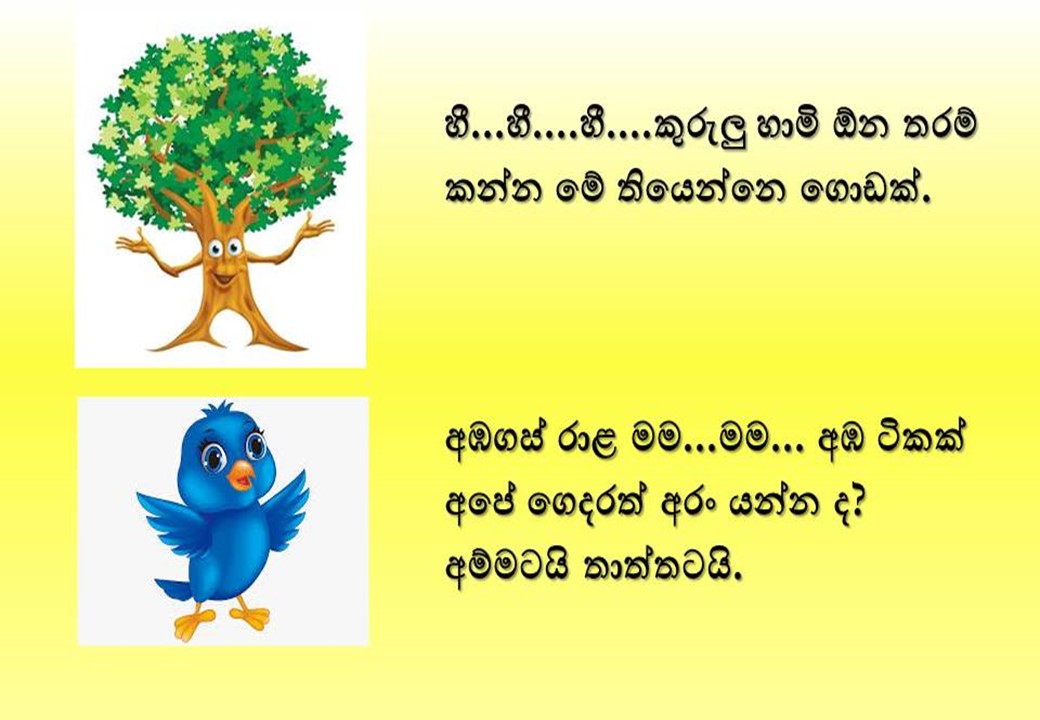 හී...හී....හී....කුරුලු හාමි ඕන තරම්
කන්න මේ තියෙන්නෙ ගොඩක්.
අඹගස් රාළ මම...මම... අඹ ටිකක්
අපේ ගෙදරත් අරං යන්න ද?
අම්මටයි තාත්තටයි.